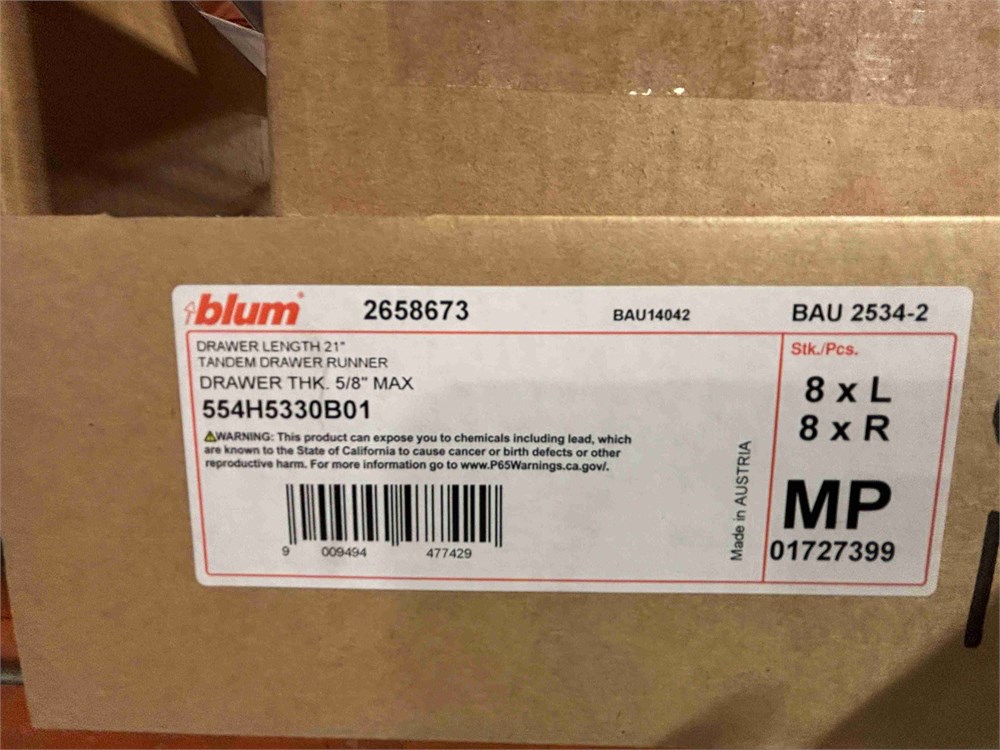 blum 2658673 BAU14042 BAU 2534-2
DRAWER LENGTH 21"
TANDEM DRAWER RUNNER
DRAWER THK. 5/8" MAX
554H5330B01
⚠WARNING: This product can expose you to chemicals including lead, which
are known to the State of California to cause cancer or birth defects or other
reproductive harm. For more information go to www.P65Warnings.ca.gov/.
9 009494 477429
Made in AUSTRIA
Stk./Pcs.
8 x L
8 x R
MP
01727399